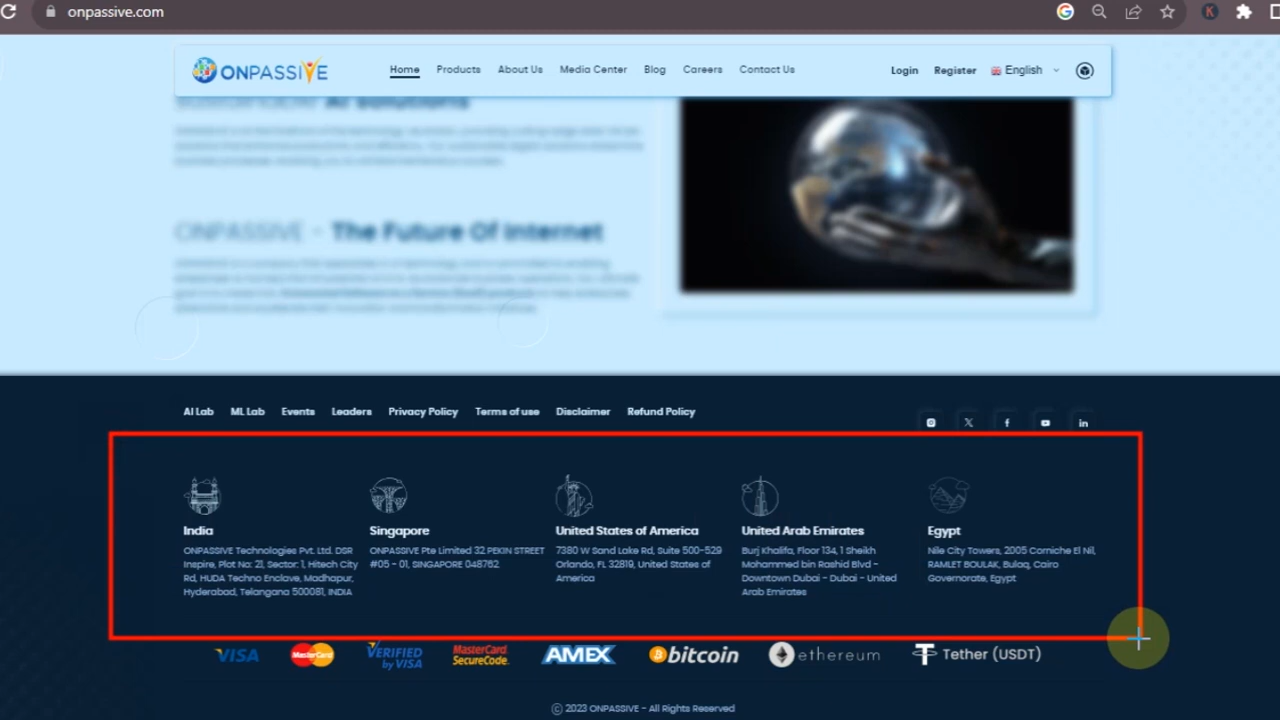 onpassive.com
ONPASSIVE
Home Products About Us Media Center Blog Careers Contact Us Login Register English
AI Solutions
ONPASSIVE - The Future Of Internet
AI Lab ML Lab Events Leaders Privacy Policy Terms of use Disclaimer Refund Policy
India
ONPASSIVE Technologies Pvt. Ltd. DSR
Inspire, Plot No: 21, Sector: 1, Hitech City
Rd, HUDA Techno Enclave, Madhapur,
Hyderabad, Telangana 500081, INDIA
Singapore
ONPASSIVE Pte Limited 32 PEKIN STREET
#05 - 01, SINGAPORE 048762
United States of America
7380 W Sand Lake Rd, Suite 500-529
Orlando, FL 32819, United States of
America
United Arab Emirates
Burj Khalifa, Floor 134, 1 Sheikh
Mohammed bin Rashid Blvd -
Downtown Dubai - Dubai - United
Arab Emirates
Egypt
Nile City Towers, 2005 Corniche El Nil,
RAMLET BOULAK, Bulaq, Cairo
Governorate, Egypt
VISA MasterCard VERIFIED by VISA MasterCard SecureCode. AMEX bitcoin ethereum Tether (USDT)
© 2023 ONPASSIVE - All Rights Reserved